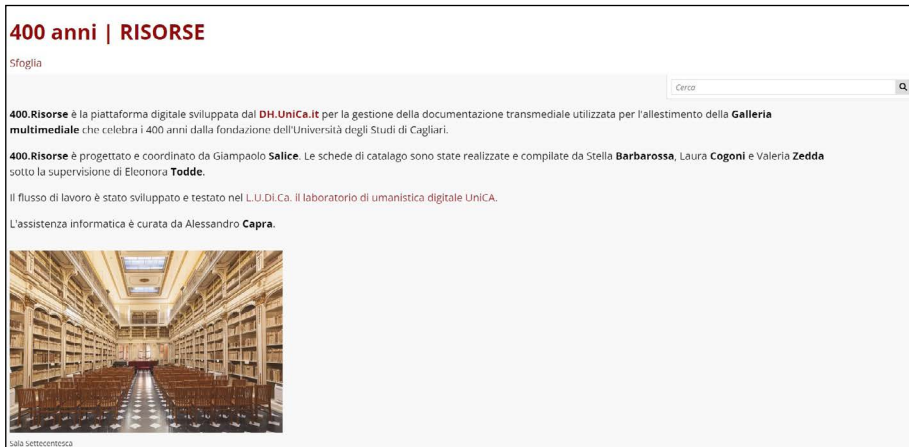 400 anni | RISORSE
Sfoglia
Cerca
400.Risorse è la piattaforma digitale sviluppata dal DH.UniCa.it per la gestione della documentazione transmediale utilizzata per l'allestimento della Galleria
multimediale che celebra i 400 anni dalla fondazione dell'Università degli Studi di Cagliari.
400.Risorse è progettato e coordinato da Giampaolo Salice. Le schede di catalago sono state realizzate e compilate da Stella Barbarossa, Laura Cogoni e Valeria Zedda
sotto la supervisione di Eleonora Todde.
Il flusso di lavoro è stato sviluppato e testato nel L.U.Di.Ca. il laboratorio di umanistica digitale UniCA.
L'assistenza informatica è curata da Alessandro Capra.
Sala Settecentesca